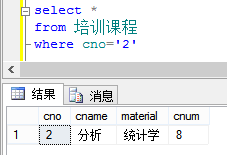 select *
from 培训课程
where cno='2'
结果 消息
cno cname material cnum
1 2 分析 统计学 8